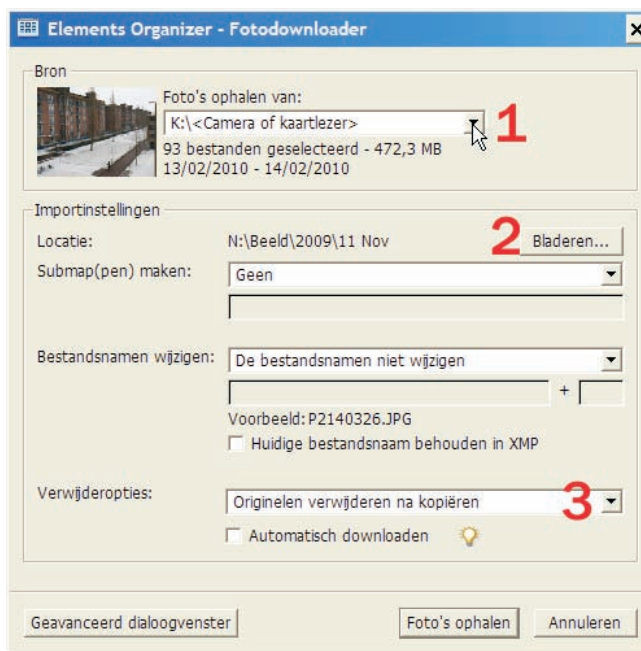 Elements Organizer - Fotodownloader
Bron
Foto's ophalen van:
K:\<Camera of kaartlezer>
1
93 bestanden geselecteerd - 472,3 MB
13/02/2010 - 14/02/2010
Importinstellingen
Locatie: N:\Beeld\2009\11 Nov 2 Bladeren...
Submap(pen) maken: Geen
Bestandsnamen wijzigen: De bestandsnamen niet wijzigen
+
Voorbeeld: P2140326.JPG
Huidige bestandsnaam behouden in XMP
Verwijderopties: Originelen verwijderen na kopiëren 3
Automatisch downloaden
Geavanceerd dialoogvenster Foto's ophalen Annuleren